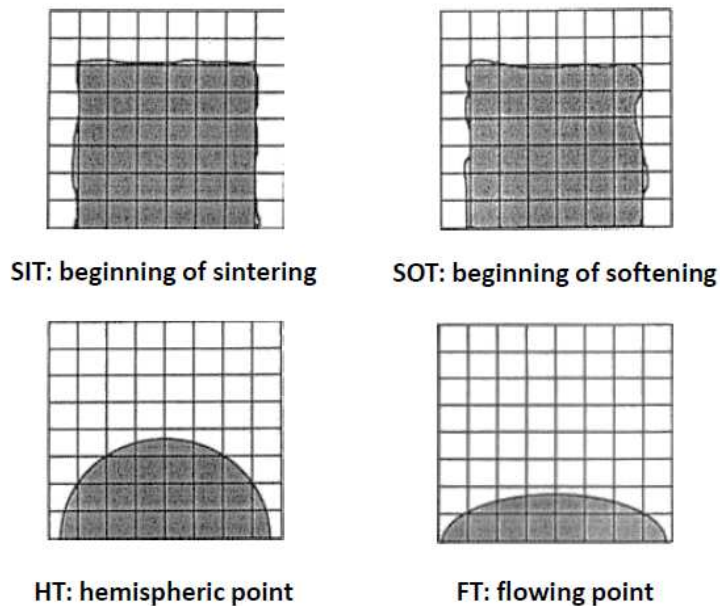 SIT: beginning of sintering
SOT: beginning of softening
HT: hemispheric point
FT: flowing point